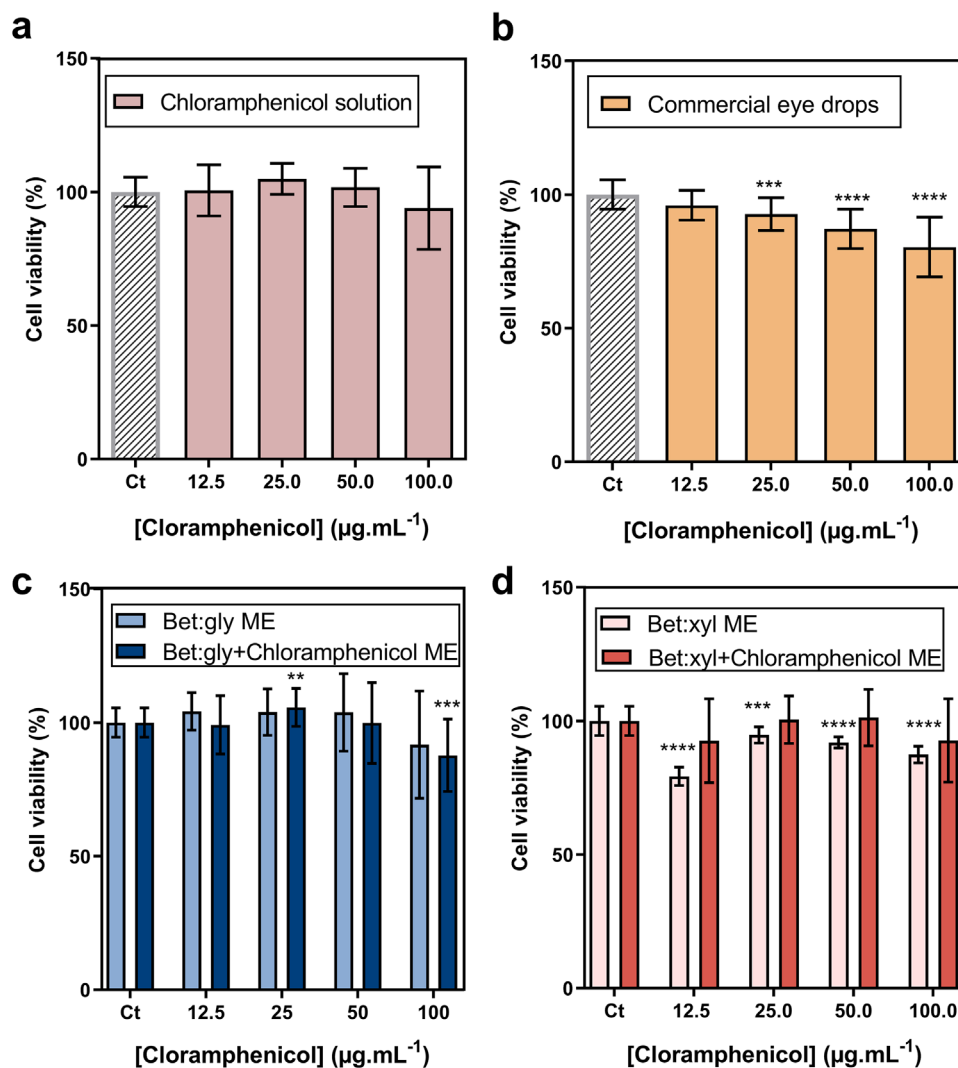 a
150
Chloramphenicol solution
100
50
0
Cell viability (%)
Ct 12.5 25.0 50.0 100.0
[Cloramphenicol] (µg.mL⁻¹)
b
150
Commercial eye drops
*** **** ****
100
50
0
Cell viability (%)
Ct 12.5 25.0 50.0 100.0
[Cloramphenicol] (µg.mL⁻¹)
c
150
Bet:gly ME
Bet:gly+Chloramphenicol ME
** ***
100
50
0
Cell viability (%)
Ct 12.5 25 50 100
[Cloramphenicol] (µg.mL⁻¹)
d
150
Bet:xyl ME
Bet:xyl+Chloramphenicol ME
**** *** **** ****
100
50
0
Cell viability (%)
Ct 12.5 25.0 50.0 100.0
[Cloramphenicol] (µg.mL⁻¹)